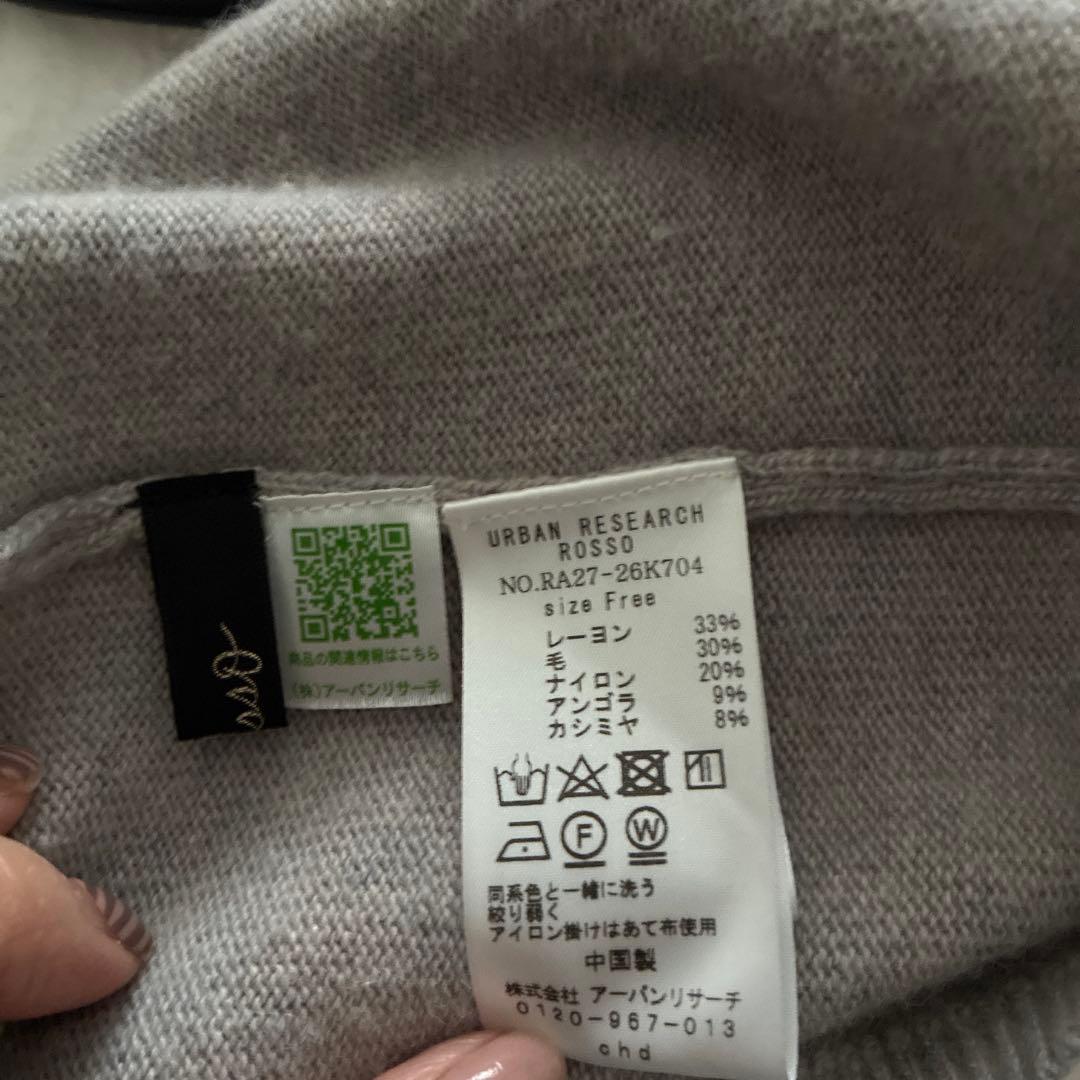 商品の関連情報はこちら
(株)アーバンリサーチ
URBAN RESEARCH
ROSSO
NO.RA27-26K704
size Free
レーヨン 33%
毛 30%
ナイロン 20%
アンゴラ 9%
カシミヤ 8%
F W
同系色と一緒に洗う
絞り弱く
アイロン掛けはあて布使用
中国製
株式会社 アーバンリサーチ
0120-967-013
chd